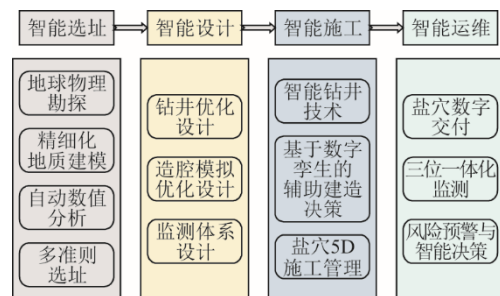 智能选址
智能设计
智能施工
智能运维
地球物理
勘探
精细化
地质建模
自动数值
分析
多准则
选址
钻井优化
设计
造腔模拟
优化设计
监测体系
设计
智能钻井
技术
基于数字
孪生的
辅助建造
决策
盐穴5D
施工管理
盐穴数字
交付
三位一体化
监测
风险预警与
智能决策